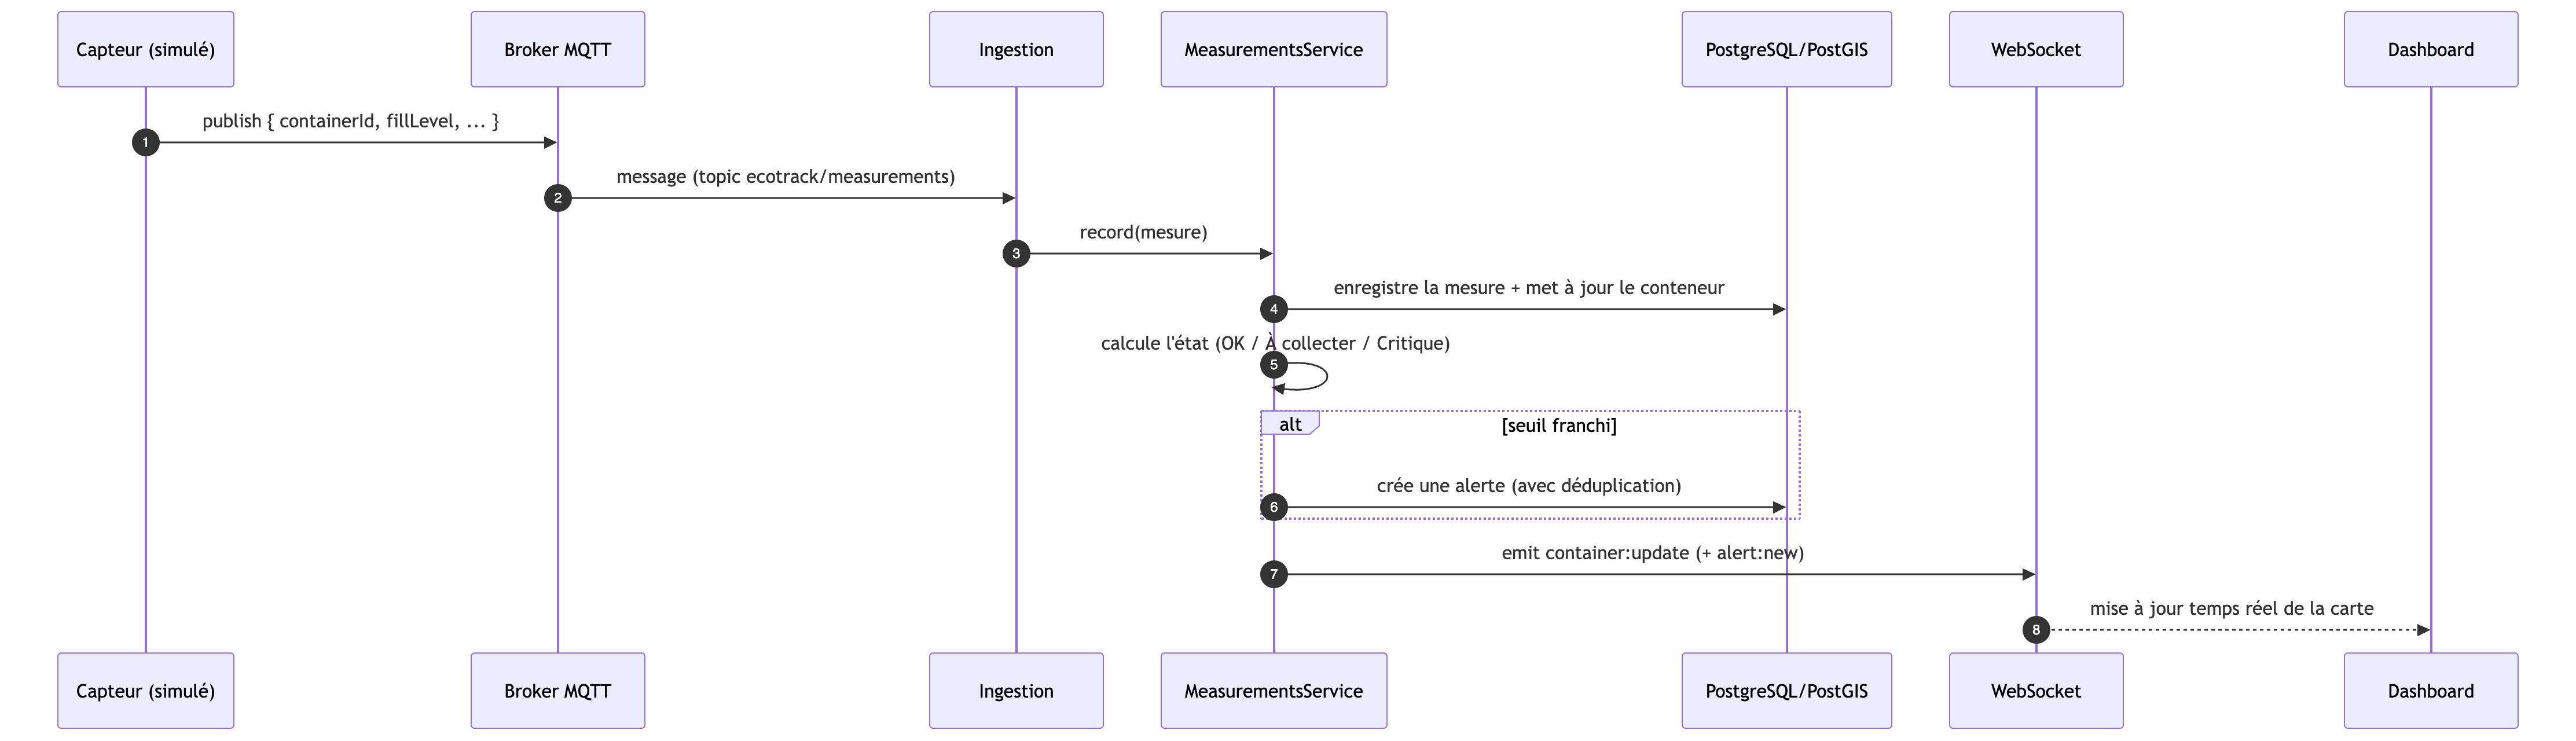 Capteur (simulé)
Broker MQTT
Ingestion
MeasurementsService
PostgreSQL/PostGIS
WebSocket
Dashboard
publish { containerId, fillLevel, ... }
1
message (topic ecotrack/measurements)
2
record(mesure)
3
enregistre la mesure + met à jour le conteneur
4
calcule l'état (OK / À collecter / Critique)
5
alt
[seuil franchi]
crée une alerte (avec déduplication)
6
emit container:update (+ alert:new)
7
mise à jour temps réel de la carte
8
Capteur (simulé)
Broker MQTT
Ingestion
MeasurementsService
PostgreSQL/PostGIS
WebSocket
Dashboard